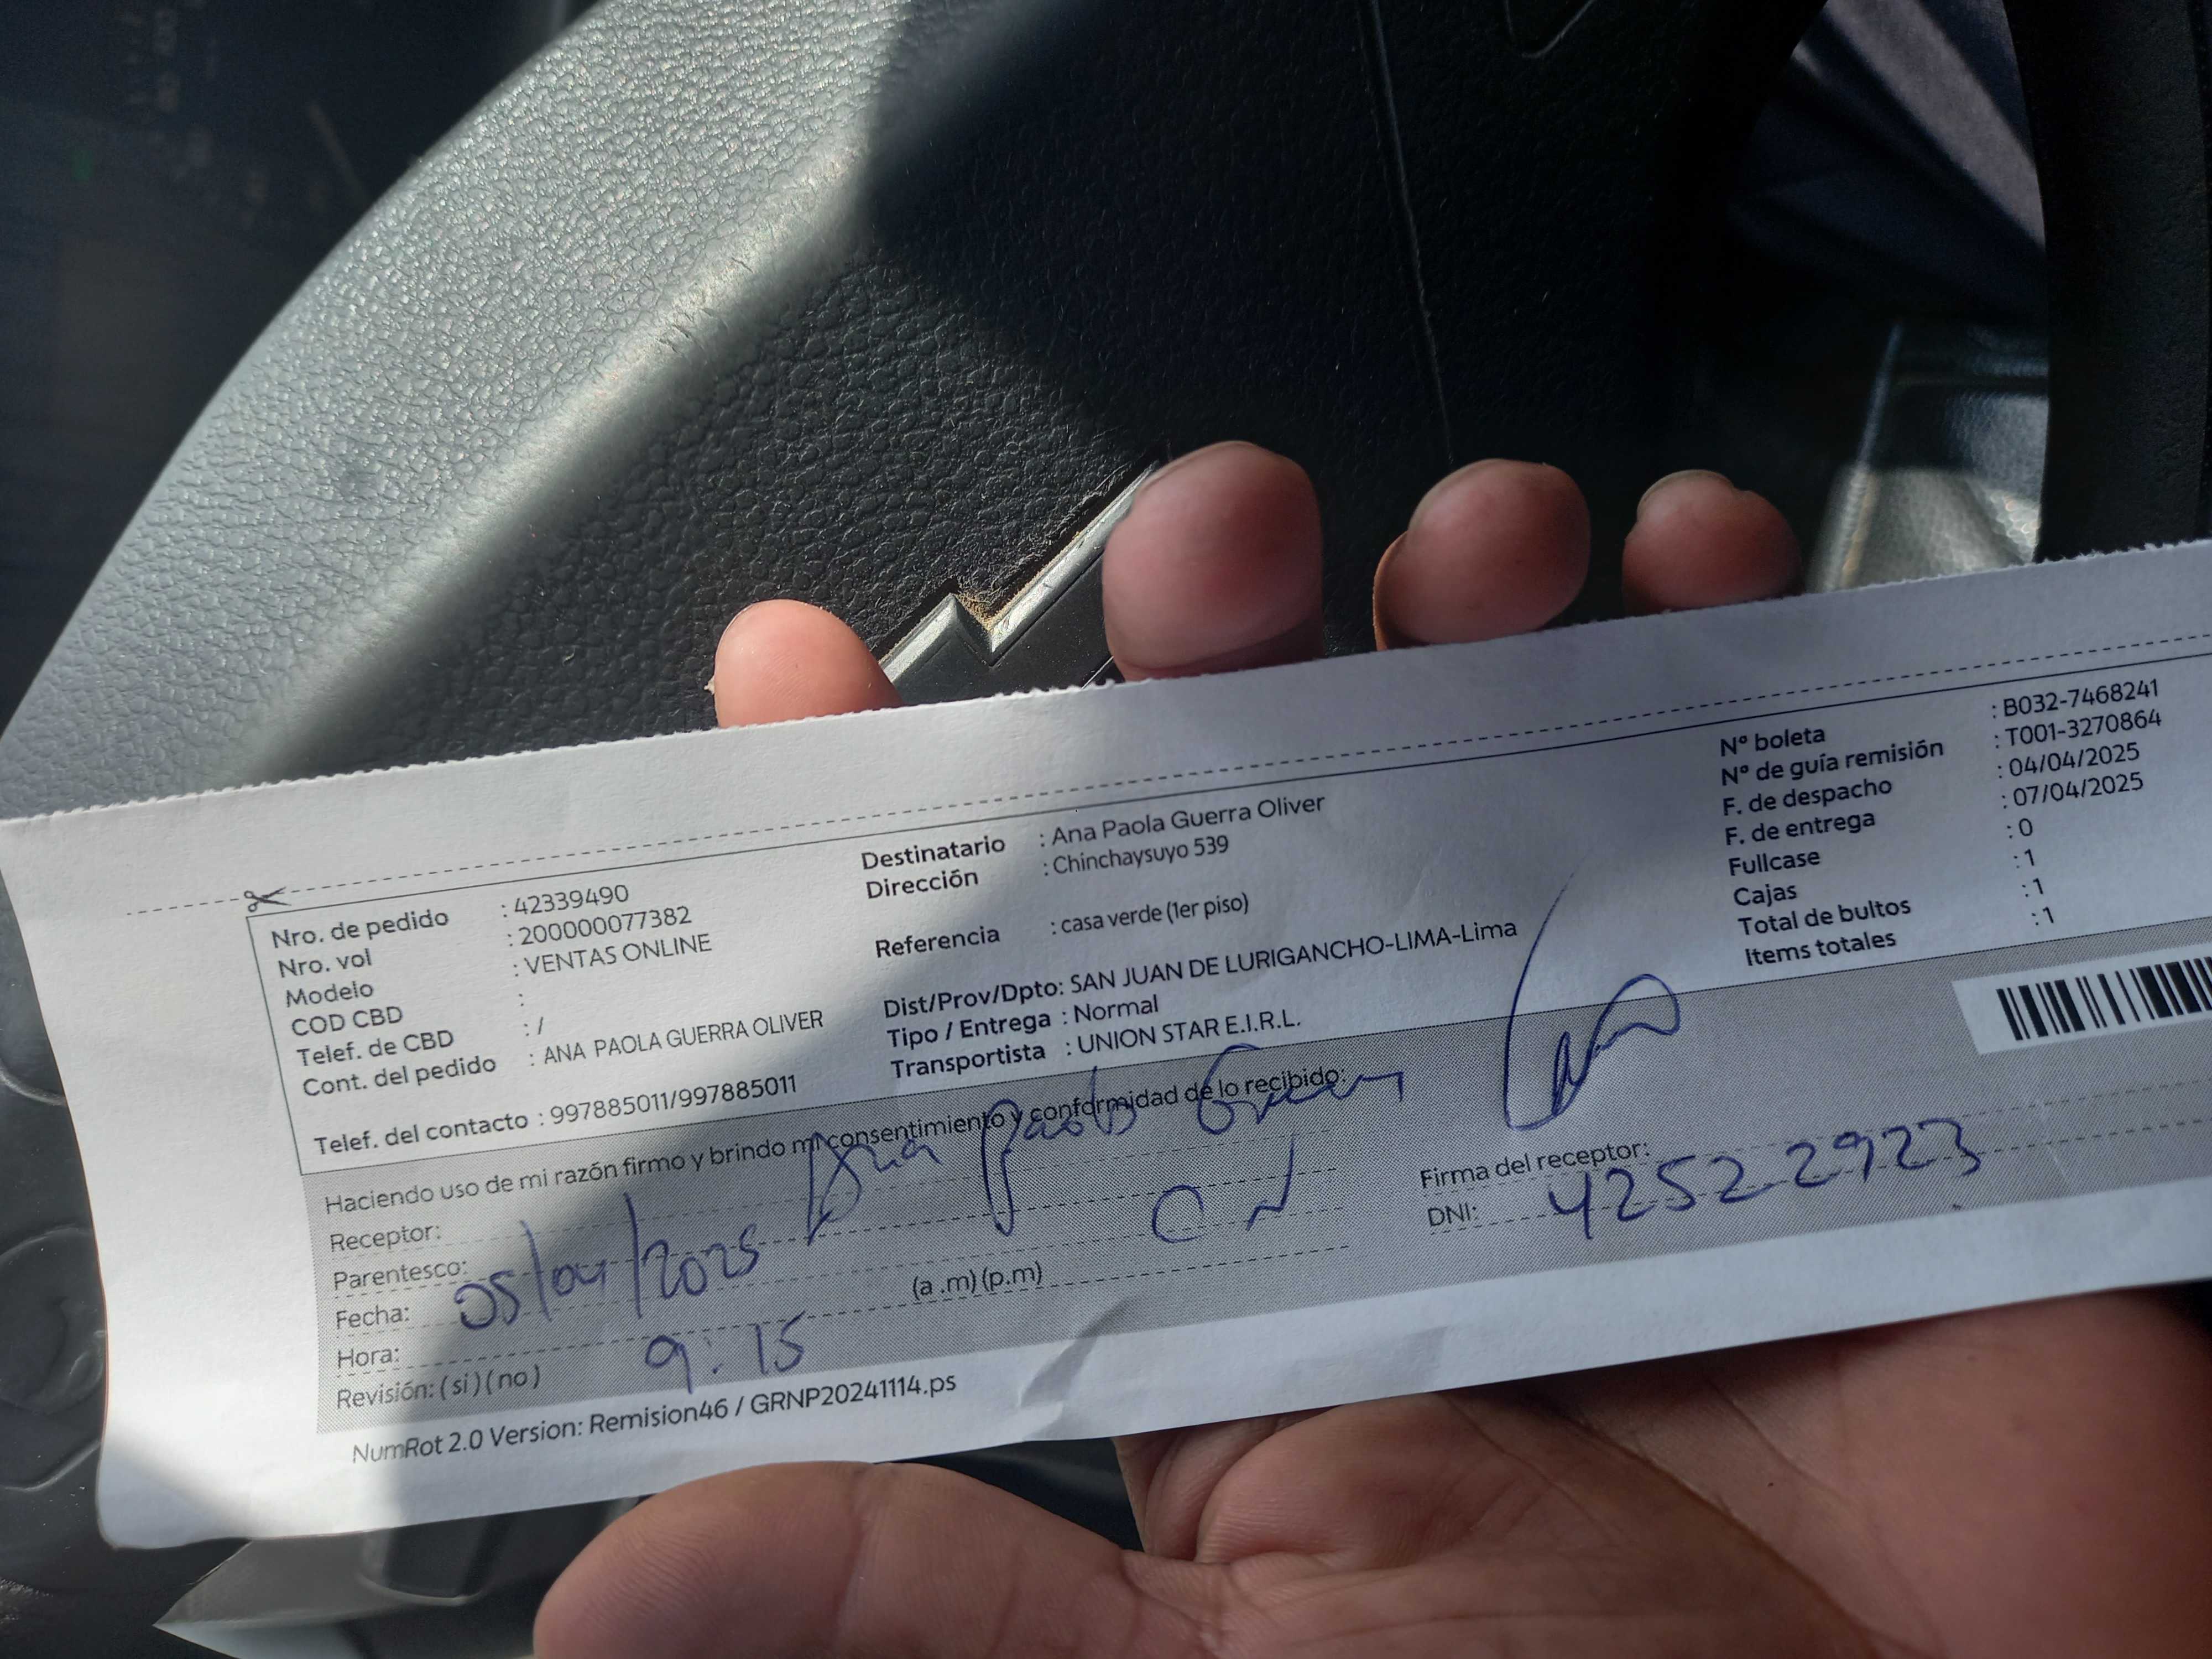 Nro. de pedido : 42339490
Nro. vol : 200000077382
Modelo : VENTAS ONLINE
COD CBD :
Telef. de CBD : /
Cont. del pedido : ANA PAOLA GUERRA OLIVER
Telef. del contacto : 997885011/997885011
Destinatario : Ana Paola Guerra Oliver
Dirección : Chinchaysuyo 539
Referencia : casa verde (1er piso)
Dist/Prov/Dpto: SAN JUAN DE LURIGANCHO-LIMA-Lima
Tipo / Entrega : Normal
Transportista : UNION STAR E.I.R.L.
Nº boleta : B032-7468241
Nº de guía remisión : T001-3270864
F. de despacho : 04/04/2025
F. de entrega : 07/04/2025
Fullcase : 0
Cajas : 1
Total de bultos : 1
Items totales : 1
Haciendo uso de mi razón firmo y brindo mi consentimiento y conformidad de lo recibido:
Receptor: Ana Paola
Parentesco:
Fecha: 05/04/2025
Hora: 9:15 (a .m) (p.m)
Revisión: ( si ) ( no )
Firma del receptor:
DNI: 42522923
NumRot 2.0 Version: Remision46 / GRNP20241114.ps